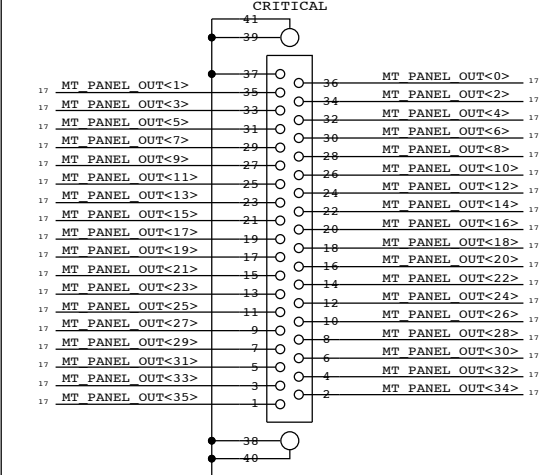 CRITICAL
41
39
37
36 MT_PANEL_OUT<0> 17
17 MT_PANEL_OUT<1> 35
34 MT_PANEL_OUT<2> 17
17 MT_PANEL_OUT<3> 33
32 MT_PANEL_OUT<4> 17
17 MT_PANEL_OUT<5> 31
30 MT_PANEL_OUT<6> 17
17 MT_PANEL_OUT<7> 29
28 MT_PANEL_OUT<8> 17
17 MT_PANEL_OUT<9> 27
26 MT_PANEL_OUT<10> 17
17 MT_PANEL_OUT<11> 25
24 MT_PANEL_OUT<12> 17
17 MT_PANEL_OUT<13> 23
22 MT_PANEL_OUT<14> 17
17 MT_PANEL_OUT<15> 21
20 MT_PANEL_OUT<16> 17
17 MT_PANEL_OUT<17> 19
18 MT_PANEL_OUT<18> 17
17 MT_PANEL_OUT<19> 17
16 MT_PANEL_OUT<20> 17
17 MT_PANEL_OUT<21> 15
14 MT_PANEL_OUT<22> 17
17 MT_PANEL_OUT<23> 13
12 MT_PANEL_OUT<24> 17
17 MT_PANEL_OUT<25> 11
10 MT_PANEL_OUT<26> 17
17 MT_PANEL_OUT<27> 9
8 MT_PANEL_OUT<28> 17
17 MT_PANEL_OUT<29> 7
6 MT_PANEL_OUT<30> 17
17 MT_PANEL_OUT<31> 5
4 MT_PANEL_OUT<32> 17
17 MT_PANEL_OUT<33> 3
2 MT_PANEL_OUT<34> 17
17 MT_PANEL_OUT<35> 1
38
40